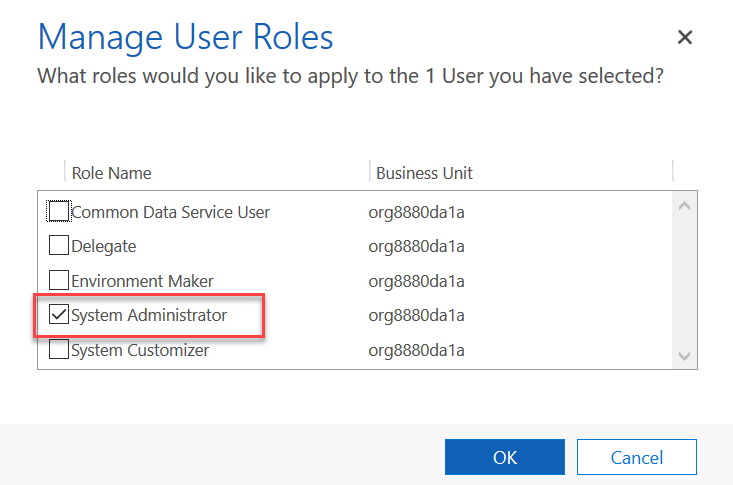 Manage User Roles
What roles would you like to apply to the 1 User you have selected?
Role Name Business Unit
Common Data Service User org8880da1a
Delegate org8880da1a
Environment Maker org8880da1a
System Administrator org8880da1a
System Customizer org8880da1a
OK Cancel